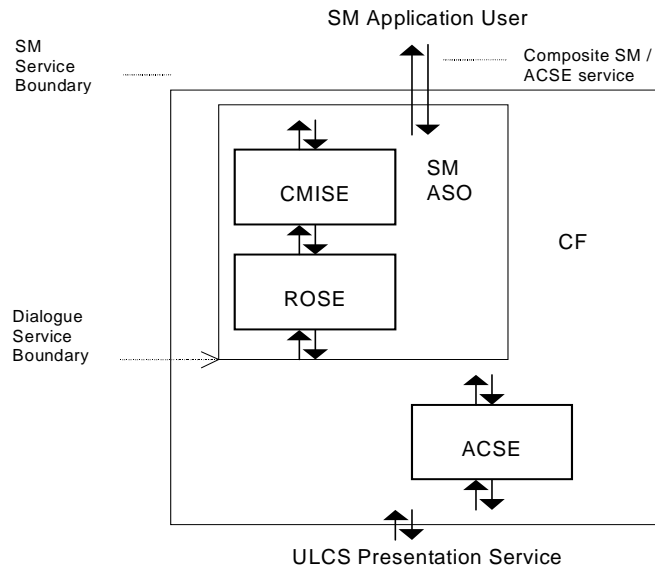 SM Application User
SM
Service
Boundary
Composite SM /
ACSE service
CMISE
SM
ASO
CF
ROSE
Dialogue
Service
Boundary
ACSE
ULCS Presentation Service